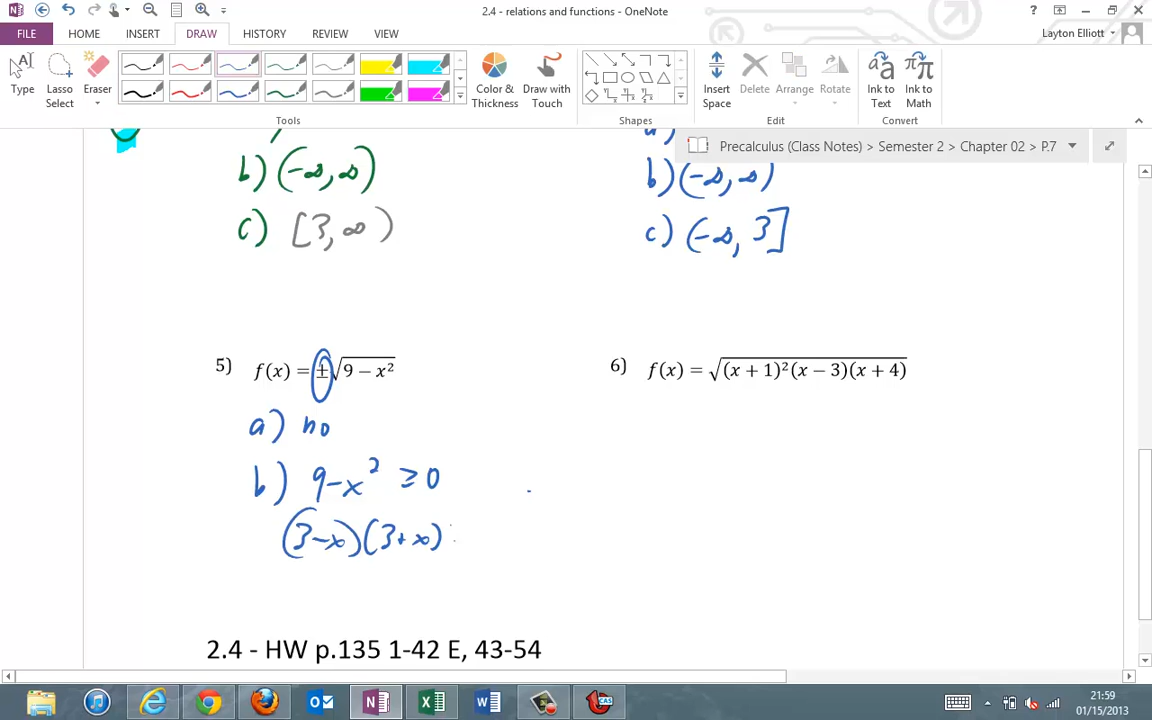 2.4 - relations and functions - OneNote
FILE HOME INSERT DRAW HISTORY REVIEW VIEW
Layton Elliott
Type
Lasso Select
Eraser
Color & Thickness
Draw with Touch
Insert Space
Delete
Arrange
Rotate
Ink to Text
Ink to Math
Tools
Shapes
Edit
Convert
Precalculus (Class Notes) > Semester 2 > Chapter 02 > P.7
b) (-∞, ∞)
c) [3, ∞)
b) (-∞, ∞)
c) (-∞, 3]
5) f(x) = ±√9 − x²
a) no
b) 9-x² ≥ 0
(3-x)(3+x)
6) f(x) = √(x + 1)²(x − 3)(x + 4)
2.4 - HW p.135 1-42 E, 43-54
21:59
01/15/2013